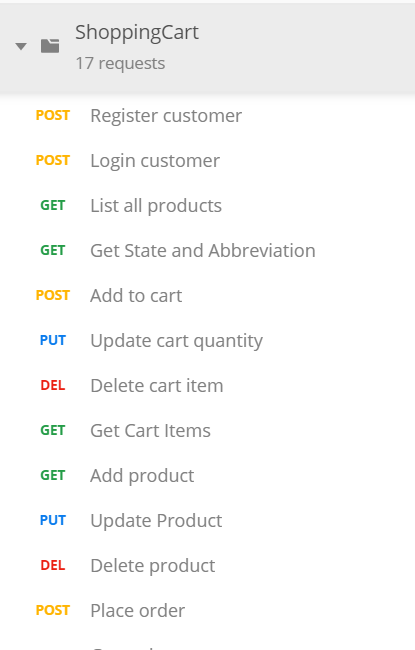 ShoppingCart
17 requests
POST Register customer
POST Login customer
GET List all products
GET Get State and Abbreviation
POST Add to cart
PUT Update cart quantity
DEL Delete cart item
GET Get Cart Items
GET Add product
PUT Update Product
DEL Delete product
POST Place order